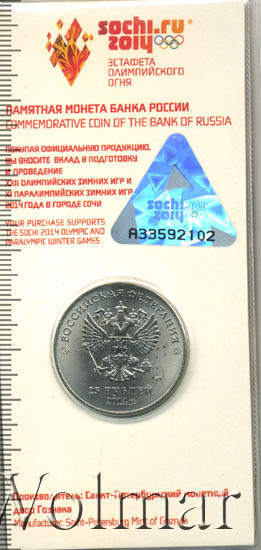 sochi.ru
2014
ЭСТАФЕТА
ОЛИМПИЙСКОГО
ОГНЯ
ПАМЯТНАЯ МОНЕТА БАНКА РОССИИ
COMMEMORATIVE COIN OF THE BANK OF RUSSIA
ПОКУПАЯ ОФИЦИАЛЬНУЮ ПРОДУКЦИЮ,
ВЫ ВНОСИТЕ ВКЛАД В ПОДГОТОВКУ
И ПРОВЕДЕНИЕ
XXII ОЛИМПИЙСКИХ ЗИМНИХ ИГР И
XI ПАРАЛИМПИЙСКИХ ЗИМНИХ ИГР
2014 ГОДА В ГОРОДЕ СОЧИ
YOUR PURCHASE SUPPORTS
THE SOCHI 2014 OLYMPIC AND
PARALYMPIC WINTER GAMES
sochi.ru
2014
A33592102
РОССИЙСКАЯ ФЕДЕРАЦИЯ
25 РУБЛЕЙ
Wolmar
Производитель: Санкт-Петербургский монетный
двор Гознака
Manufacturer: Saint-Petersburg Mint of Goznak